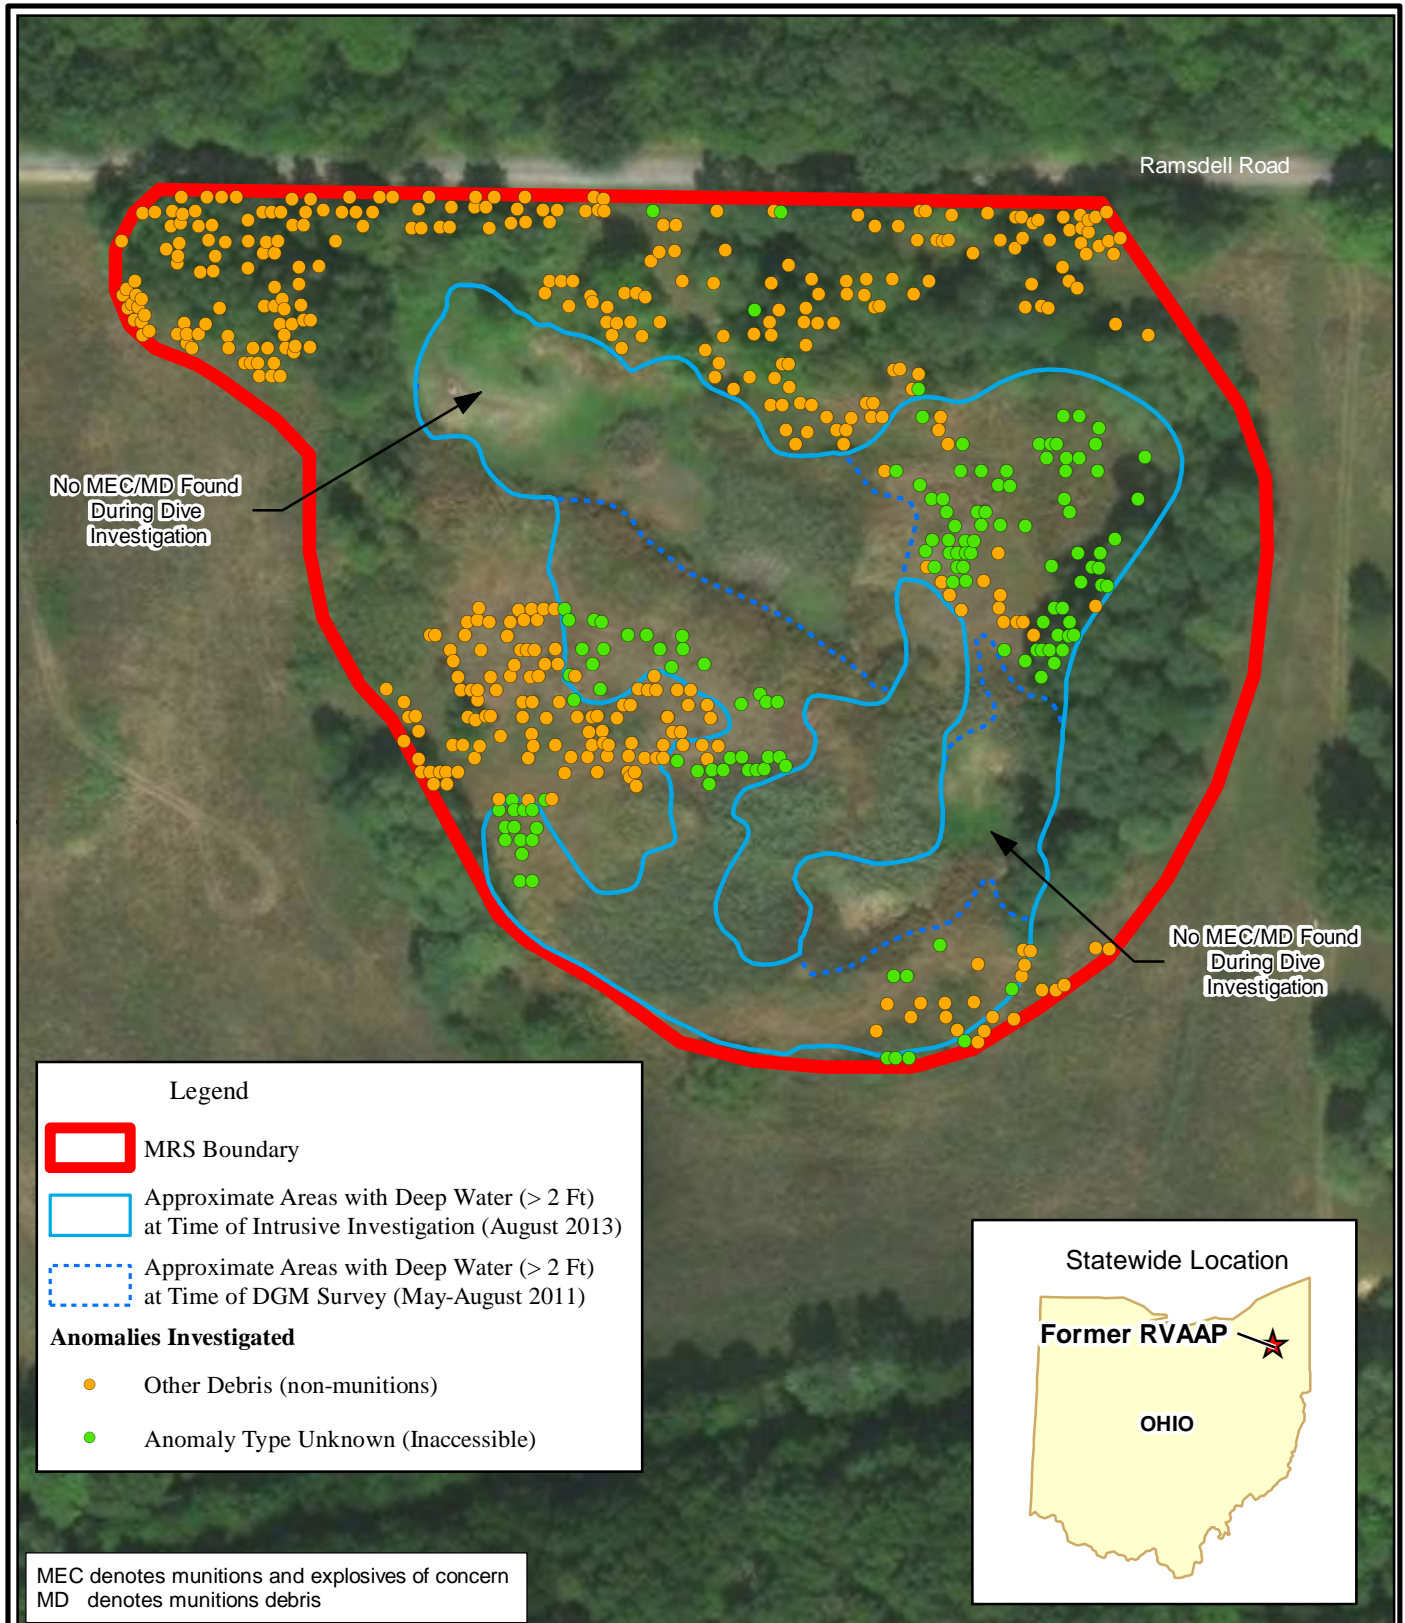 Ramsdell Road
No MEC/MD Found
During Dive
Investigation
No MEC/MD Found
During Dive
Investigation
Legend
MRS Boundary
Approximate Areas with Deep Water (> 2 Ft)
at Time of Intrusive Investigation (August 2013)
Approximate Areas with Deep Water (> 2 Ft)
at Time of DGM Survey (May-August 2011)
Anomalies Investigated
Other Debris (non-munitions)
Anomaly Type Unknown (Inaccessible)
Statewide Location
Former RVAAP
OHIO
MEC denotes munitions and explosives of concern
MD denotes munitions debris